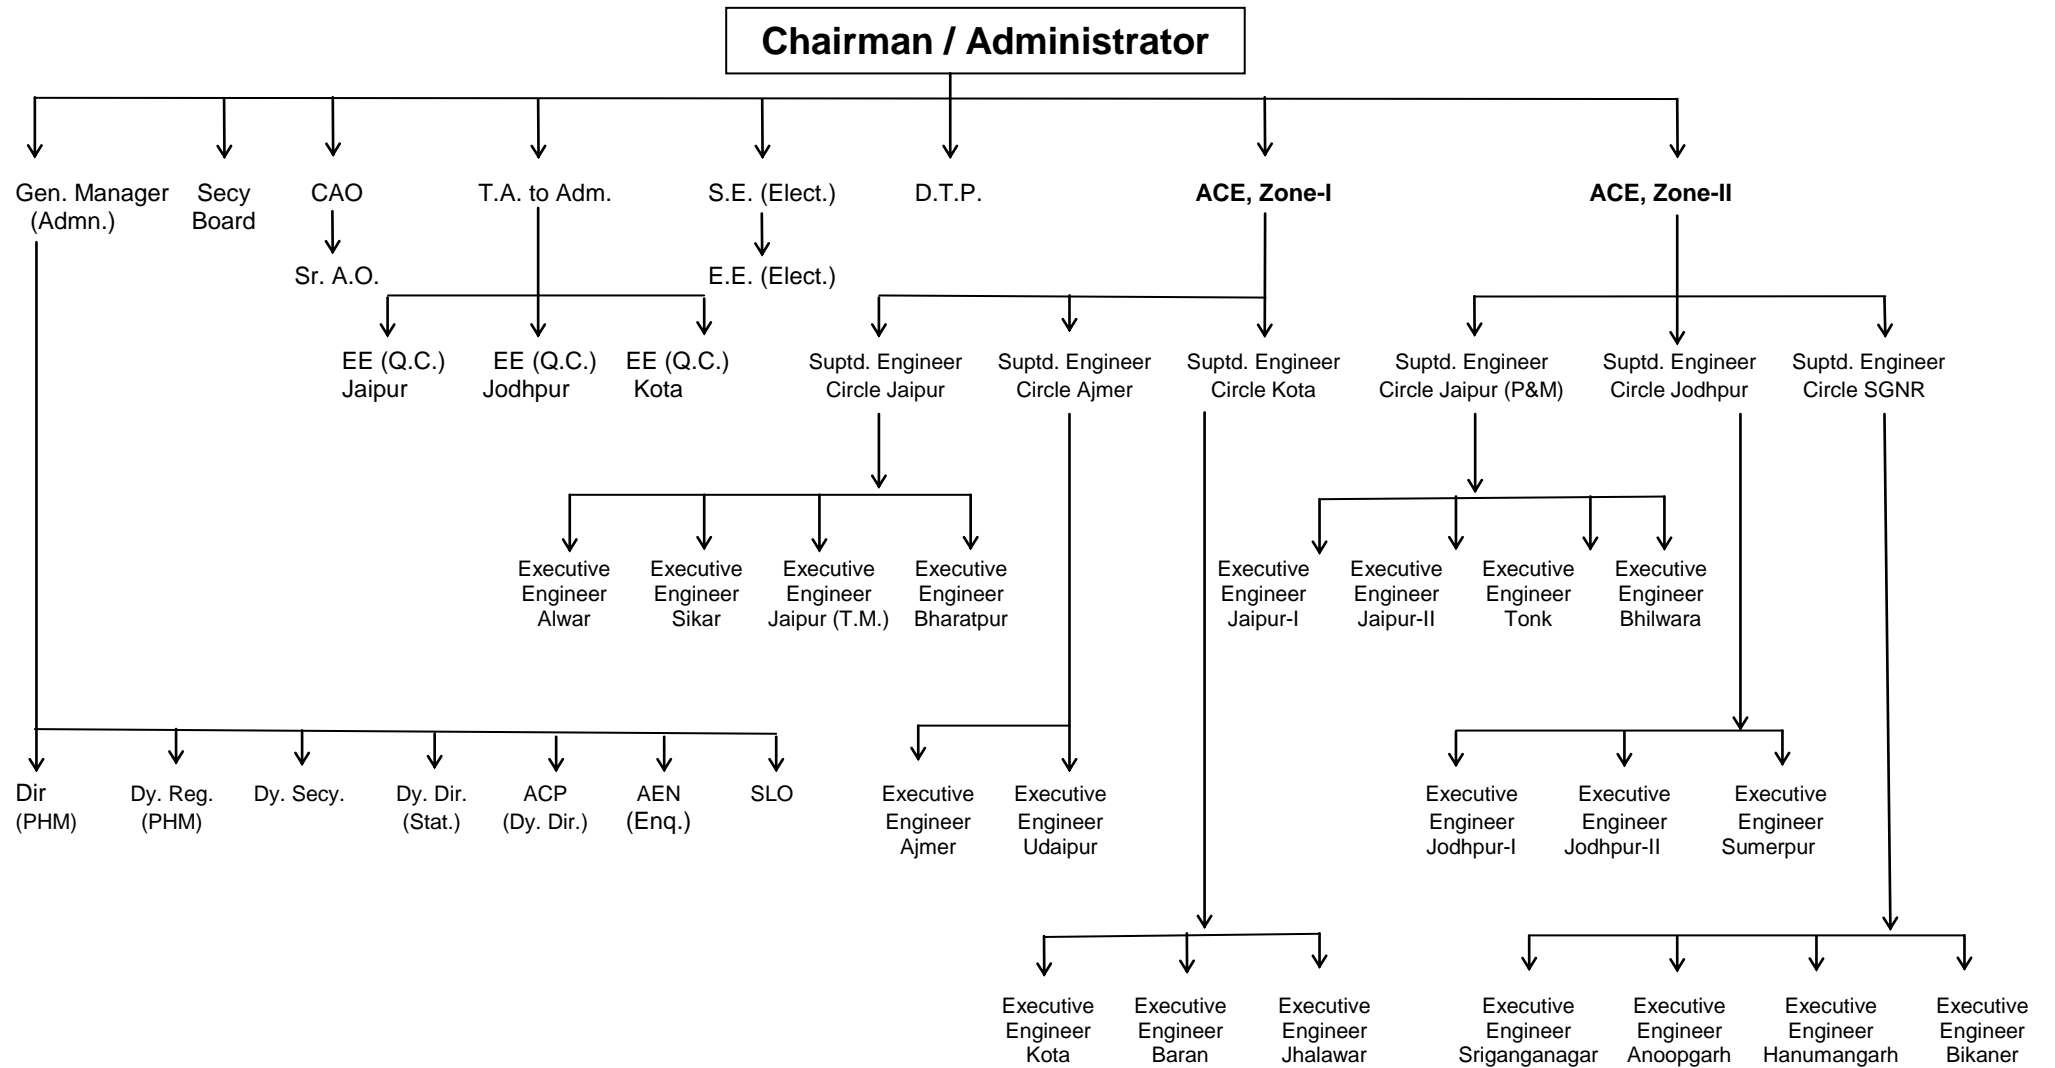 Chairman / Administrator
Gen. Manager
(Admn.)
Secy
Board
CAO
T.A. to Adm.
S.E. (Elect.)
D.T.P.
ACE, Zone-I
ACE, Zone-II
Sr. A.O.
E.E. (Elect.)
EE (Q.C.)
Jaipur
EE (Q.C.)
Jodhpur
EE (Q.C.)
Kota
Suptd. Engineer
Circle Jaipur
Suptd. Engineer
Circle Ajmer
Suptd. Engineer
Circle Kota
Suptd. Engineer
Circle Jaipur (P&M)
Suptd. Engineer
Circle Jodhpur
Suptd. Engineer
Circle SGNR
Executive
Engineer
Alwar
Executive
Engineer
Sikar
Executive
Engineer
Jaipur (T.M.)
Executive
Engineer
Bharatpur
Executive
Engineer
Jaipur-I
Executive
Engineer
Jaipur-II
Executive
Engineer
Tonk
Executive
Engineer
Bhilwara
Dir
(PHM)
Dy. Reg.
(PHM)
Dy. Secy.
Dy. Dir.
(Stat.)
ACP
(Dy. Dir.)
AEN
(Enq.)
SLO
Executive
Engineer
Ajmer
Executive
Engineer
Udaipur
Executive
Engineer
Jodhpur-I
Executive
Engineer
Jodhpur-II
Executive
Engineer
Sumerpur
Executive
Engineer
Kota
Executive
Engineer
Baran
Executive
Engineer
Jhalawar
Executive
Engineer
Sriganganagar
Executive
Engineer
Anoopgarh
Executive
Engineer
Hanumangarh
Executive
Engineer
Bikaner